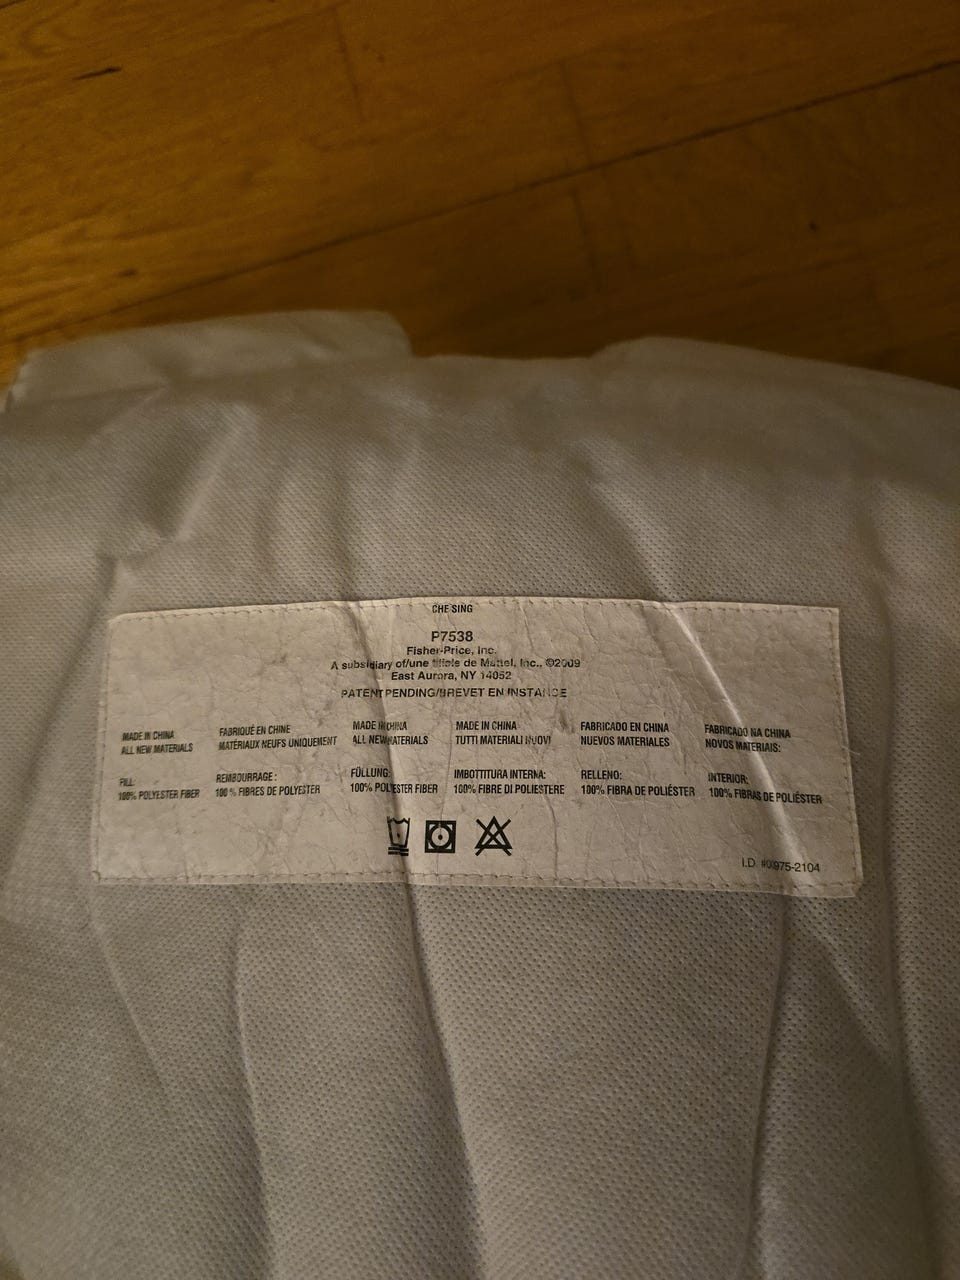 CHE SING
P7538
Fisher-Price, Inc.
A subsidiary of/une filiale de Mattel, Inc., ©2009
East Aurora, NY 14052
PATENT PENDING/BREVET EN INSTANCE
MADE IN CHINA
ALL NEW MATERIALS
FILL:
100% POLYESTER FIBER
FABRIQUÉ EN CHINE
MATÉRIAUX NEUFS UNIQUEMENT
REMBOURRAGE :
100 % FIBRES DE POLYESTER
MADE IN CHINA
ALL NEW MATERIALS
FÜLLUNG:
100% POLYESTER FIBER
MADE IN CHINA
TUTTI MATERIALI NUOVI
IMBOTTITURA INTERNA:
100% FIBRE DI POLIESTERE
FABRICADO EN CHINA
NUEVOS MATERIALES
RELLENO:
100% FIBRA DE POLIÉSTER
FABRICADO NA CHINA
NOVOS MATERIAIS:
INTERIOR:
100% FIBRAS DE POLIÉSTER
I.D. #00975-2104